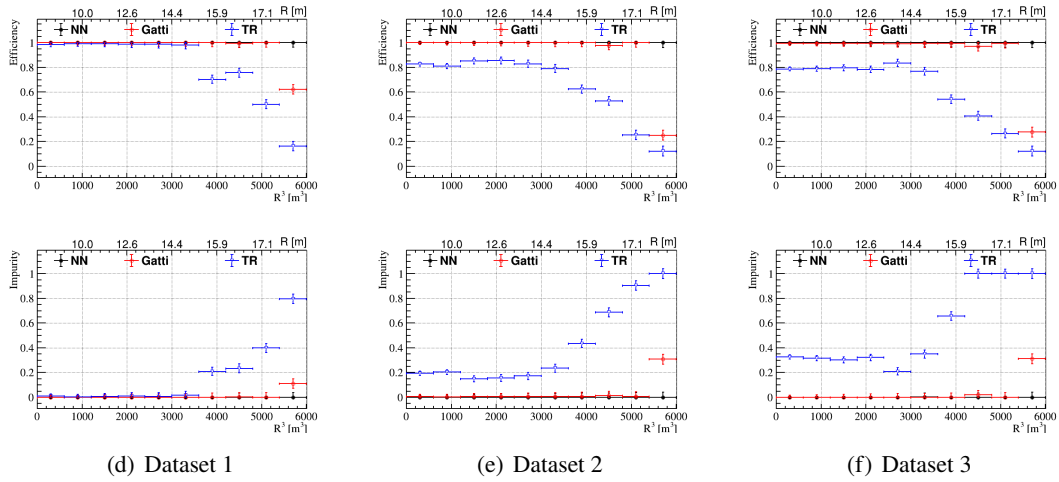 10.0 12.6 14.4 15.9 17.1 R [m]
Efficiency
NN Gatti TR
1
0.8
0.6
0.4
0.2
0
0 1000 2000 3000 4000 5000 6000
R³ [m³]
10.0 12.6 14.4 15.9 17.1 R [m]
Efficiency
NN Gatti TR
1
0.8
0.6
0.4
0.2
0
0 1000 2000 3000 4000 5000 6000
R³ [m³]
10.0 12.6 14.4 15.9 17.1 R [m]
Efficiency
NN Gatti TR
1
0.8
0.6
0.4
0.2
0
0 1000 2000 3000 4000 5000 6000
R³ [m³]
10.0 12.6 14.4 15.9 17.1 R [m]
Impurity
NN Gatti TR
1
0.8
0.6
0.4
0.2
0
0 1000 2000 3000 4000 5000 6000
R³ [m³]
10.0 12.6 14.4 15.9 17.1 R [m]
Impurity
NN Gatti TR
1
0.8
0.6
0.4
0.2
0
0 1000 2000 3000 4000 5000 6000
R³ [m³]
10.0 12.6 14.4 15.9 17.1 R [m]
Impurity
NN Gatti TR
1
0.8
0.6
0.4
0.2
0
0 1000 2000 3000 4000 5000 6000
R³ [m³]
(d) Dataset 1
(e) Dataset 2
(f) Dataset 3